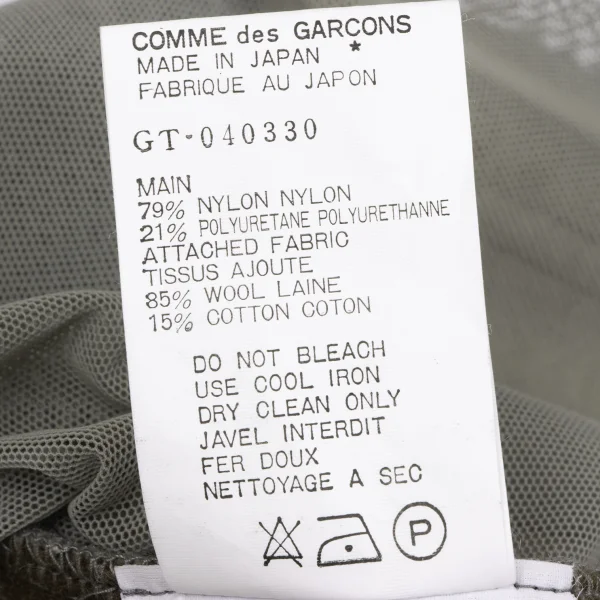 COMME des GARCONS
MADE IN JAPAN *
FABRIQUE AU JAPON
GT-040330
MAIN
79% NYLON NYLON
21% POLYURETANE POLYURETHANNE
ATTACHED FABRIC
TISSUS AJOUTE
85% WOOL LAINE
15% COTTON COTON
DO NOT BLEACH
USE COOL IRON
DRY CLEAN ONLY
JAVEL INTERDIT
FER DOUX
NETTOYAGE A SEC
P